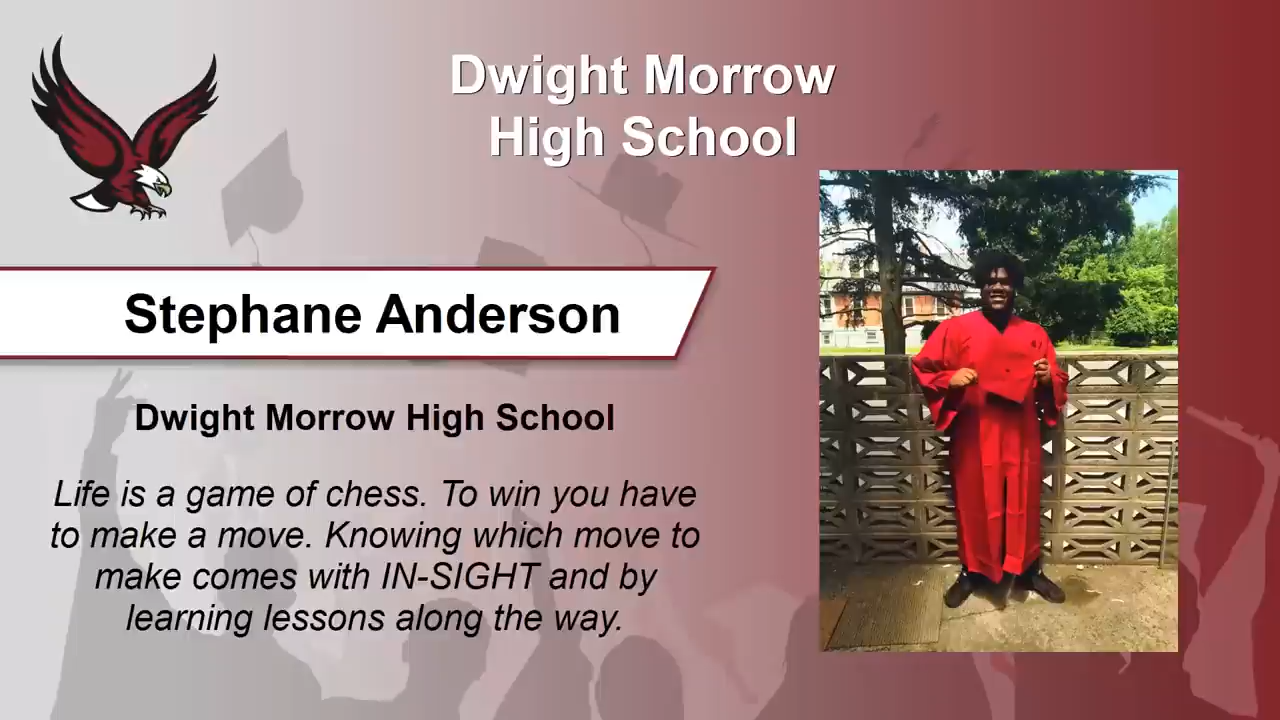 Dwight Morrow
High School
Stephane Anderson
Dwight Morrow High School
Life is a game of chess. To win you have
to make a move. Knowing which move to
make comes with IN-SIGHT and by
learning lessons along the way.